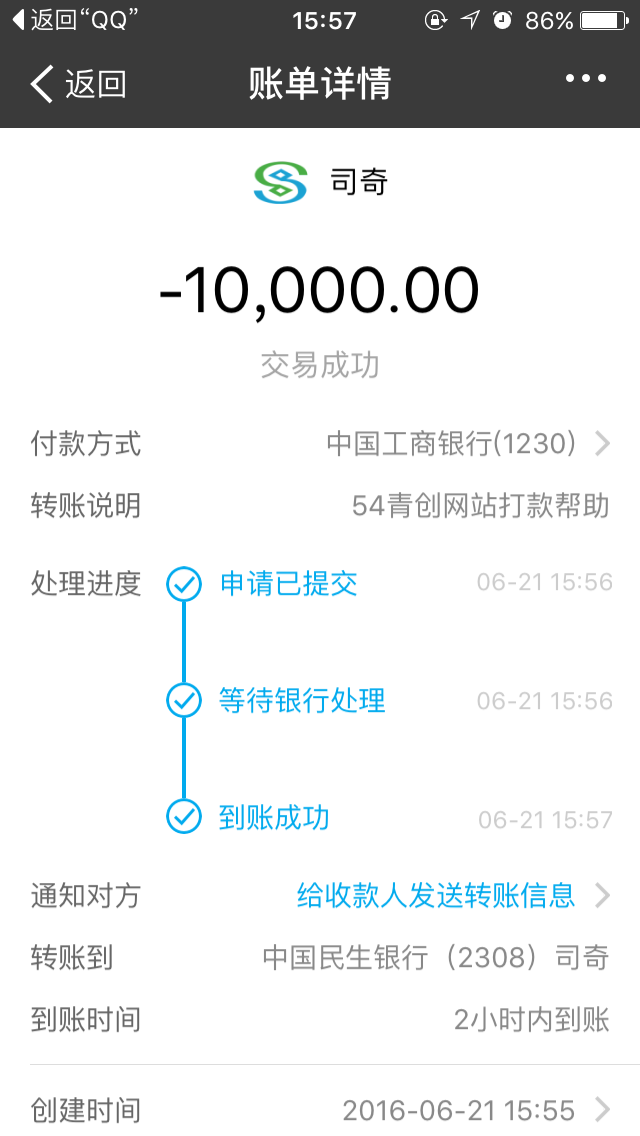 返回“QQ” 15:57 86%
返回 账单详情
司奇
-10,000.00
交易成功
付款方式 中国工商银行(1230)
转账说明 54青创网站打款帮助
处理进度 申请已提交 06-21 15:56
等待银行处理 06-21 15:56
到账成功 06-21 15:57
通知对方 给收款人发送转账信息
转账到 中国民生银行（2308）司奇
到账时间 2小时内到账
创建时间 2016-06-21 15:55